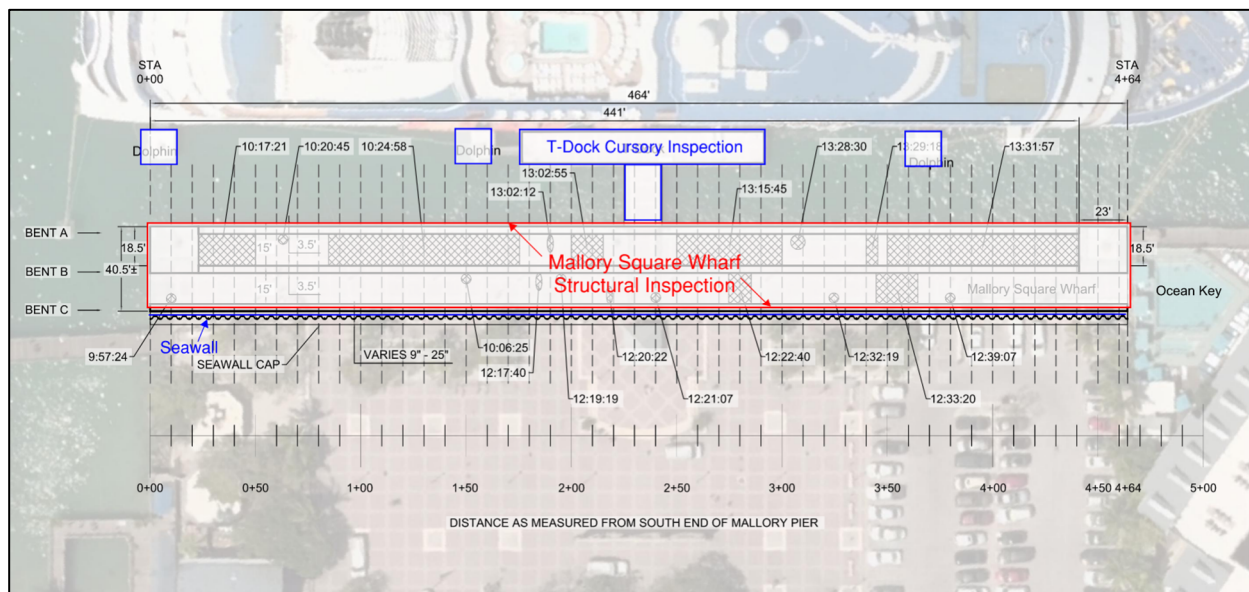 STA
0+00
STA
4+64
464'
441'
Dolphin
10:17:21
10:20:45
10:24:58
Dolphin
T-Dock Cursory Inspection
13:02:55
13:02:12
13:15:45
13:28:30
13:29:18
Dolphin
13:31:57
23'
BENT A
18.5'
15'
3.5'
18.5'
BENT B
40.5'±
Mallory Square Wharf
Structural Inspection
15'
3.5'
Mallory Square Wharf
Ocean Key
BENT C
9:57:24
Seawall
SEAWALL CAP
VARIES 9" - 25"
10:06:25
12:17:40
12:19:19
12:20:22
12:21:07
12:22:40
12:32:19
12:33:20
12:39:07
0+00
0+50
1+00
1+50
2+00
2+50
3+00
3+50
4+00
4+50
4+64
5+00
DISTANCE AS MEASURED FROM SOUTH END OF MALLORY PIER